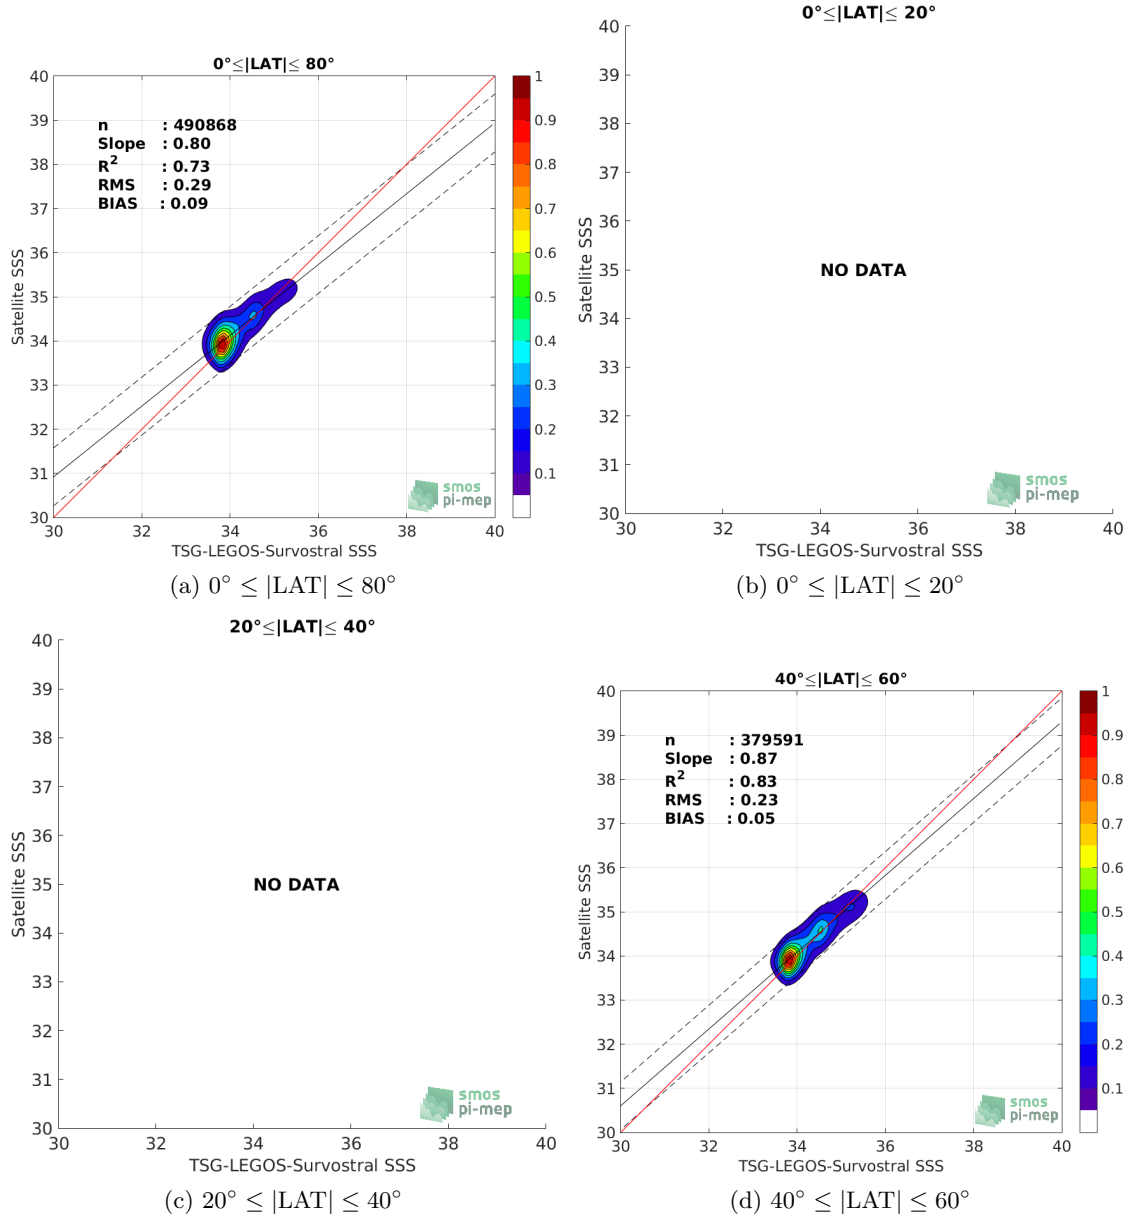 0°≤|LAT|≤ 80°
40
39
38
37
36
35
34
33
32
31
30
30 32 34 36 38 40
Satellite SSS
TSG-LEGOS-Survostral SSS
n : 490868
Slope : 0.80
R² : 0.73
RMS : 0.29
BIAS : 0.09
1
0.9
0.8
0.7
0.6
0.5
0.4
0.3
0.2
0.1
smos
pi-mep
(a) 0° ≤ |LAT| ≤ 80°
0°≤|LAT|≤ 20°
40
39
38
37
36
35
34
33
32
31
30
30 32 34 36 38 40
Satellite SSS
TSG-LEGOS-Survostral SSS
NO DATA
smos
pi-mep
(b) 0° ≤ |LAT| ≤ 20°
20°≤|LAT|≤ 40°
40
39
38
37
36
35
34
33
32
31
30
30 32 34 36 38 40
Satellite SSS
TSG-LEGOS-Survostral SSS
NO DATA
smos
pi-mep
(c) 20° ≤ |LAT| ≤ 40°
40°≤|LAT|≤ 60°
40
39
38
37
36
35
34
33
32
31
30
30 32 34 36 38 40
Satellite SSS
TSG-LEGOS-Survostral SSS
n : 379591
Slope : 0.87
R² : 0.83
RMS : 0.23
BIAS : 0.05
1
0.9
0.8
0.7
0.6
0.5
0.4
0.3
0.2
0.1
smos
pi-mep
(d) 40° ≤ |LAT| ≤ 60°